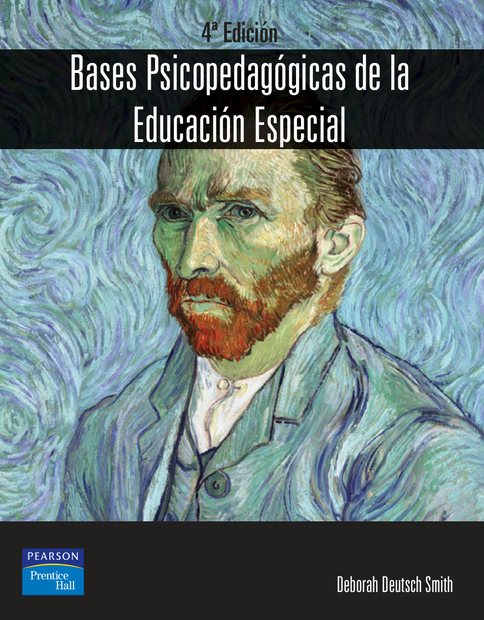 4ª Edición
Bases Psicopedagógicas de la
Educación Especial
PEARSON
Prentice
Hall
Deborah Deutsch Smith